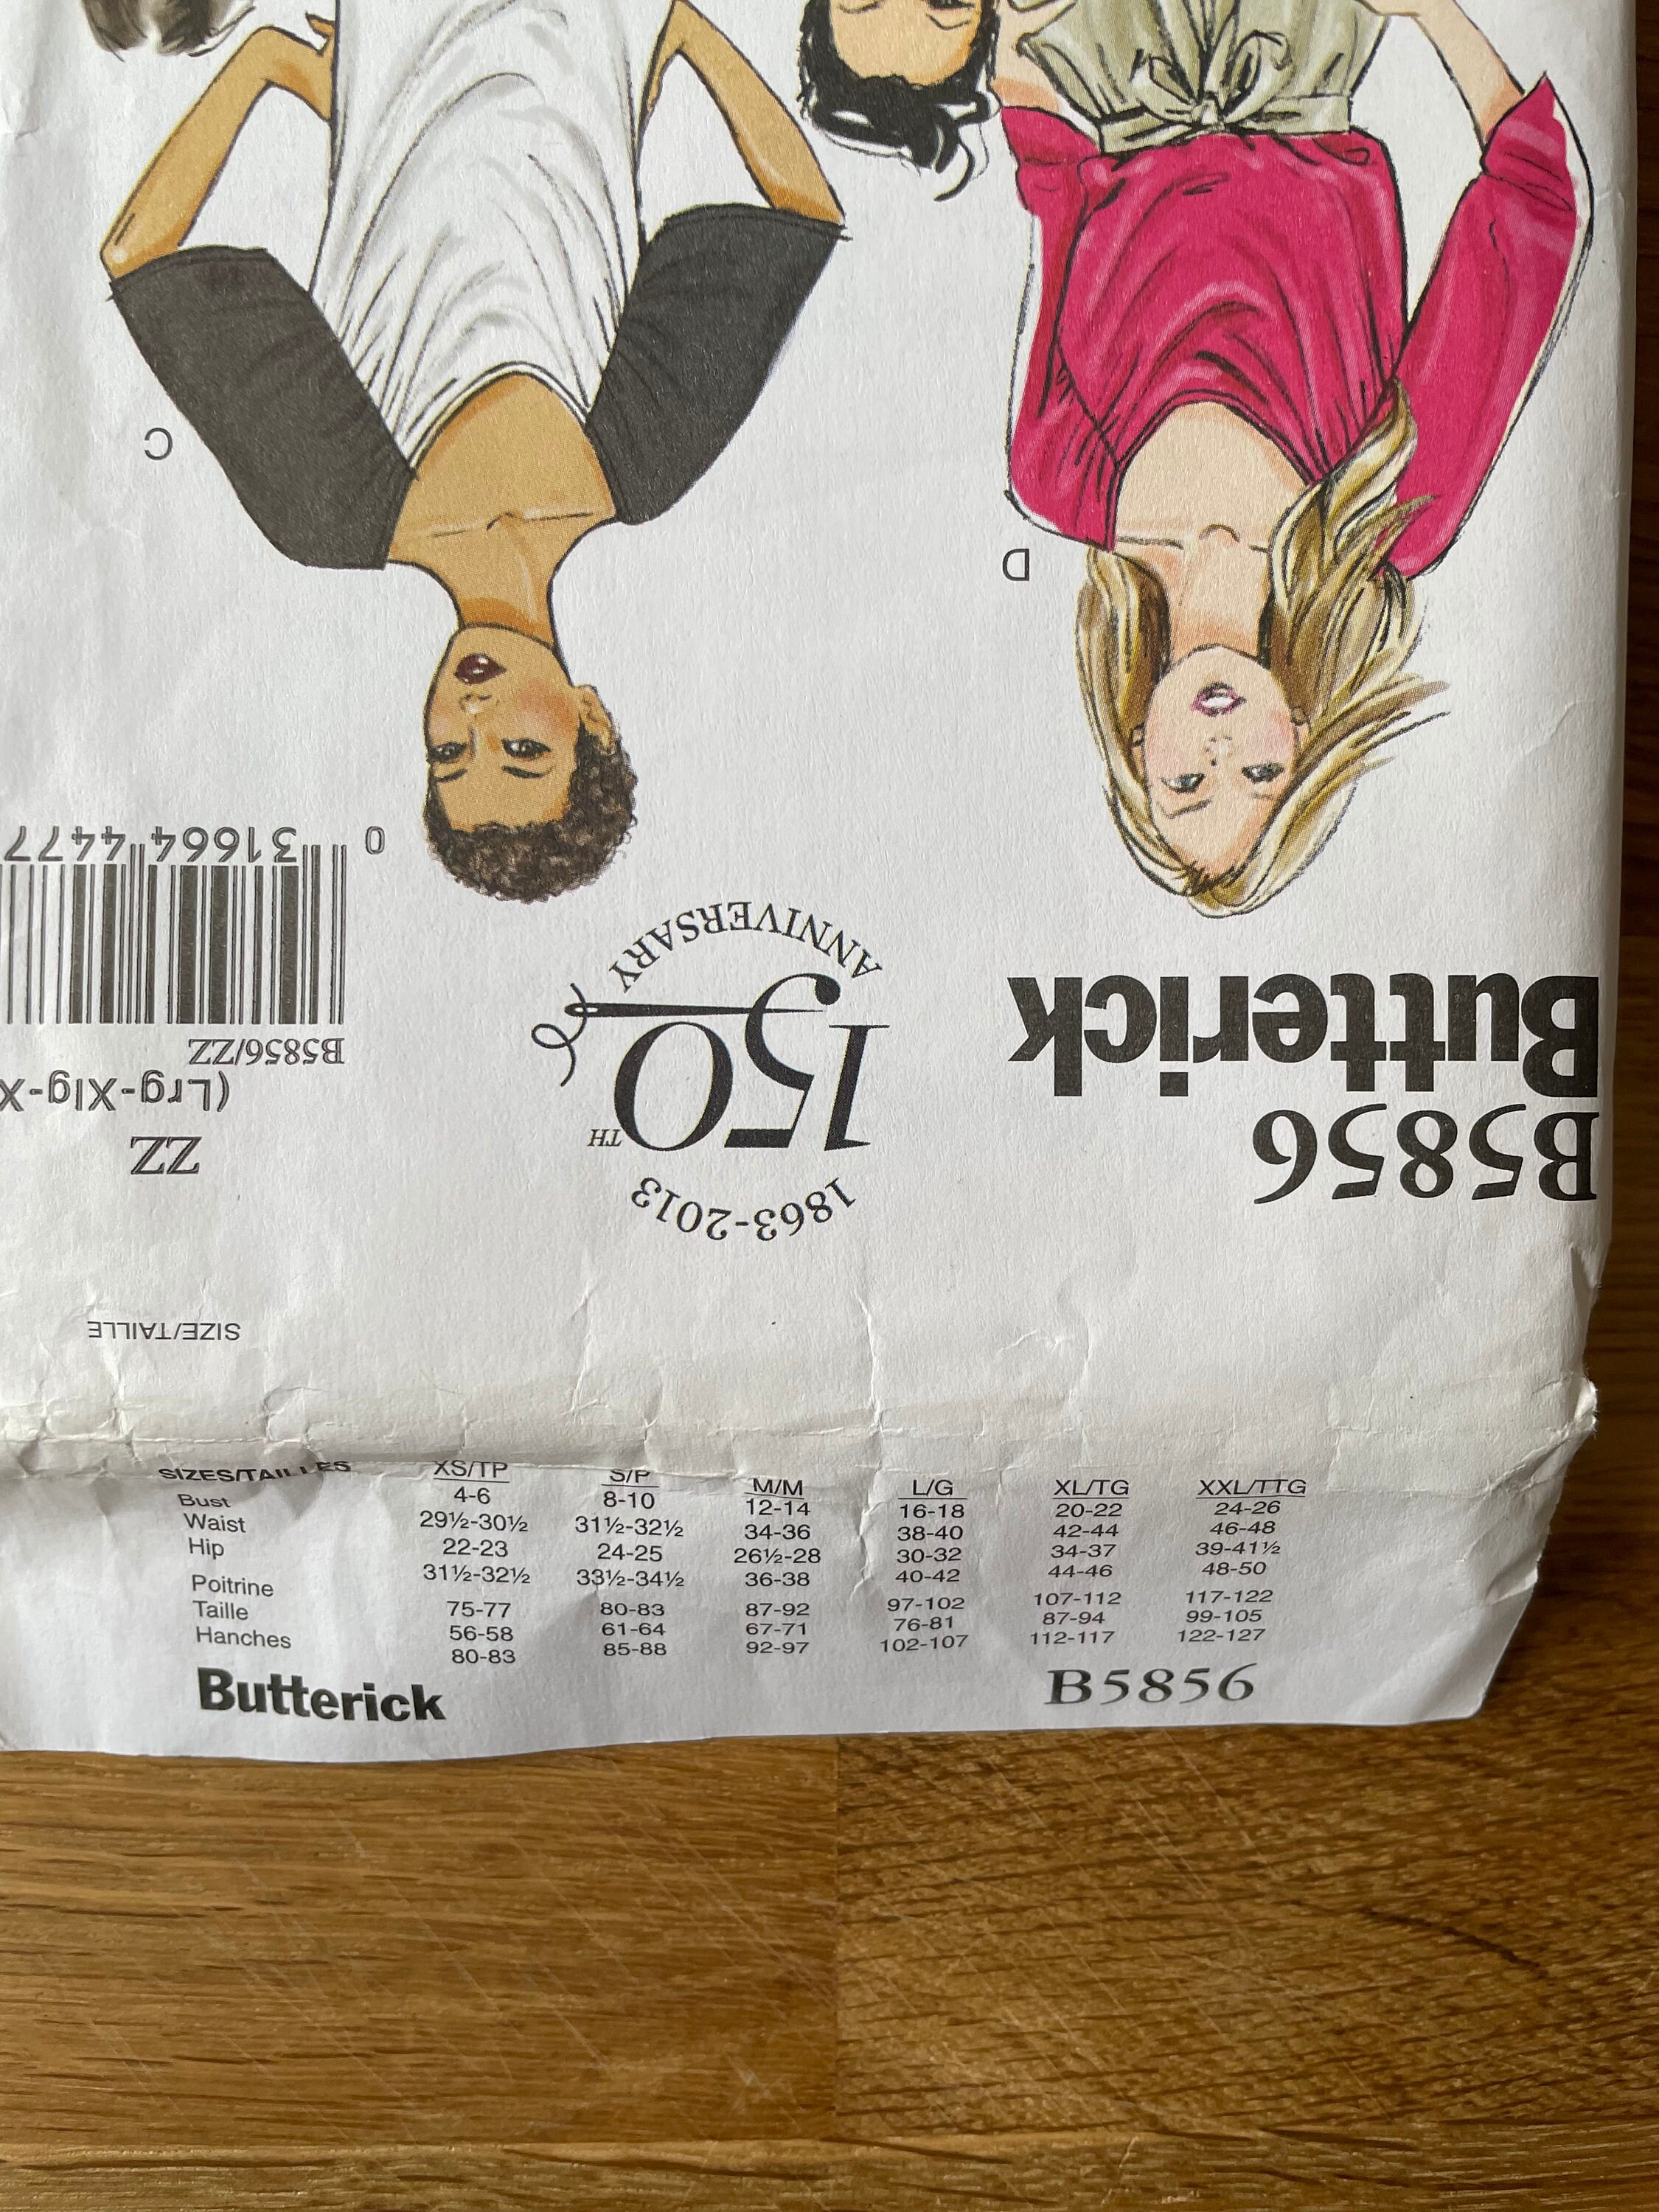 C
D
0 31664 4477
B5856/ZZ
(Lrg-Xlg-X
ZZ
SIZE/TAILLE
1863-2013
150TH
ANNIVERSARY
B5856
Butterick
SIZES/TAILLES XS/TP S/P M/M L/G XL/TG XXL/TTG
4-6 8-10 12-14 16-18 20-22 24-26
Bust 29½-30½ 31½-32½ 34-36 38-40 42-44 46-48
Waist 22-23 24-25 26½-28 30-32 34-37 39-41½
Hip 31½-32½ 33½-34½ 36-38 40-42 44-46 48-50
Poitrine 75-77 80-83 87-92 97-102 107-112 117-122
Taille 56-58 61-64 67-71 76-81 87-94 99-105
Hanches 80-83 85-88 92-97 102-107 112-117 122-127
Butterick B5856